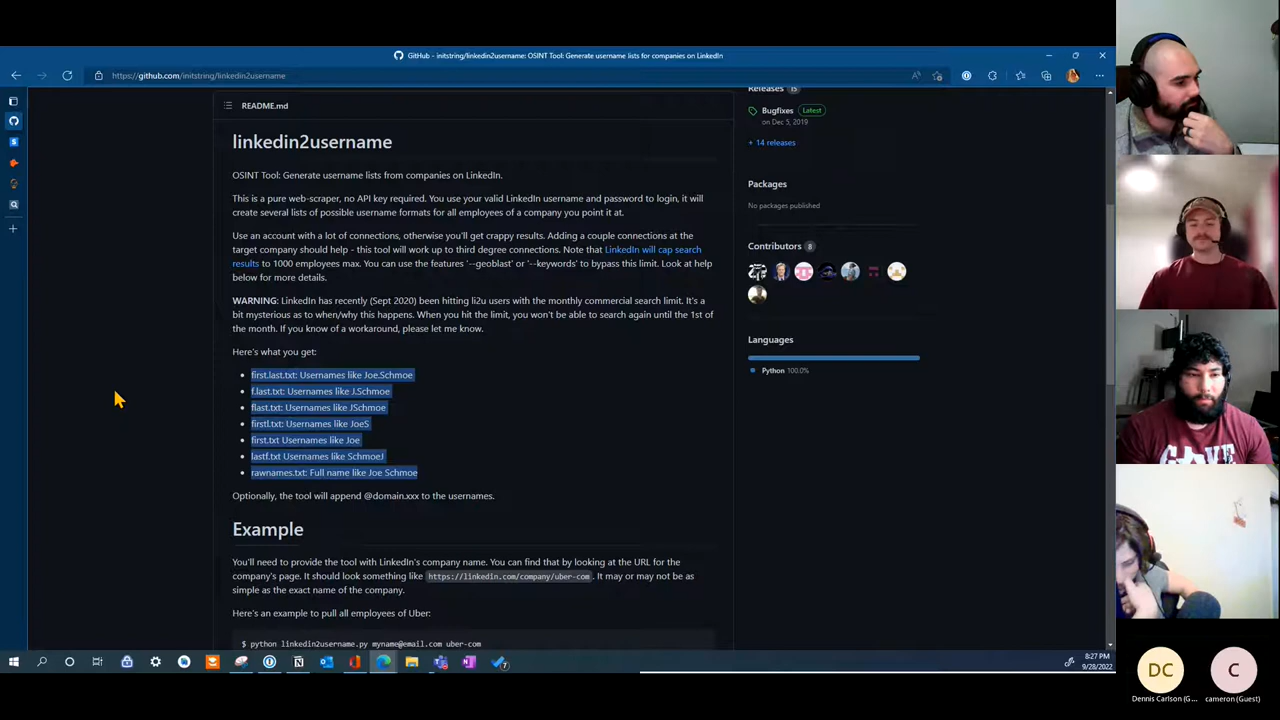 GitHub - initstring/linkedin2username: OSINT Tool: Generate username lists for companies on LinkedIn
https://github.com/initstring/linkedin2username
README.md
linkedin2username
OSINT Tool: Generate username lists from companies on LinkedIn.
This is a pure web-scraper, no API key required. You use your valid LinkedIn username and password to login, it will
create several lists of possible username formats for all employees of a company you point it at.
Use an account with a lot of connections, otherwise you'll get crappy results. Adding a couple connections at the
target company should help - this tool will work up to third degree connections. Note that LinkedIn will cap search
results to 1000 employees max. You can use the features '--geoblast' or '--keywords' to bypass this limit. Look at help
below for more details.
WARNING: LinkedIn has recently (Sept 2020) been hitting li2u users with the monthly commercial search limit. It's a
bit mysterious as to when/why this happens. When you hit the limit, you won't be able to search again until the 1st of
the month. If you know of a workaround, please let me know.
Here's what you get:
first.last.txt: Usernames like Joe.Schmoe
f.last.txt: Usernames like J.Schmoe
flast.txt: Usernames like JSchmoe
firstl.txt: Usernames like JoeS
first.txt Usernames like Joe
lastf.txt Usernames like SchmoeJ
rawnames.txt: Full name like Joe Schmoe
Optionally, the tool will append @domain.xxx to the usernames.
Example
You'll need to provide the tool with LinkedIn's company name. You can find that by looking at the URL for the
company's page. It should look something like https://linkedin.com/company/uber-com. It may or may not be as
simple as the exact name of the company.
Here's an example to pull all employees of Uber:
$ python linkedin2username.py myname@email.com uber-com
Releases 15
Bugfixes Latest
on Dec 5, 2019
+ 14 releases
Packages
No packages published
Contributors 8
Languages
Python 100.0%
7
8:27 PM
9/28/2022
DC
Dennis Carlson (G...
C
cameron (Guest)